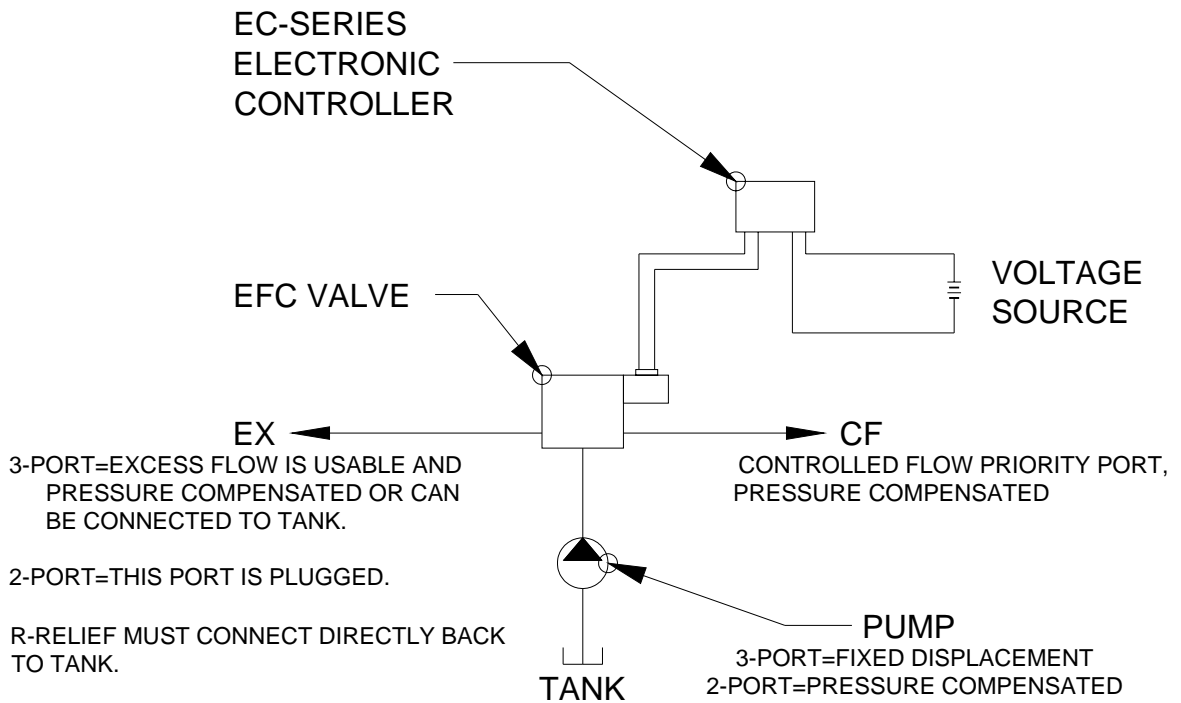 EC-SERIES
ELECTRONIC
CONTROLLER
VOLTAGE
SOURCE
EFC VALVE
EX
3-PORT=EXCESS FLOW IS USABLE AND
PRESSURE COMPENSATED OR CAN
BE CONNECTED TO TANK.
2-PORT=THIS PORT IS PLUGGED.
R-RELIEF MUST CONNECT DIRECTLY BACK
TO TANK.
CF
CONTROLLED FLOW PRIORITY PORT,
PRESSURE COMPENSATED
PUMP
3-PORT=FIXED DISPLACEMENT
2-PORT=PRESSURE COMPENSATED
TANK